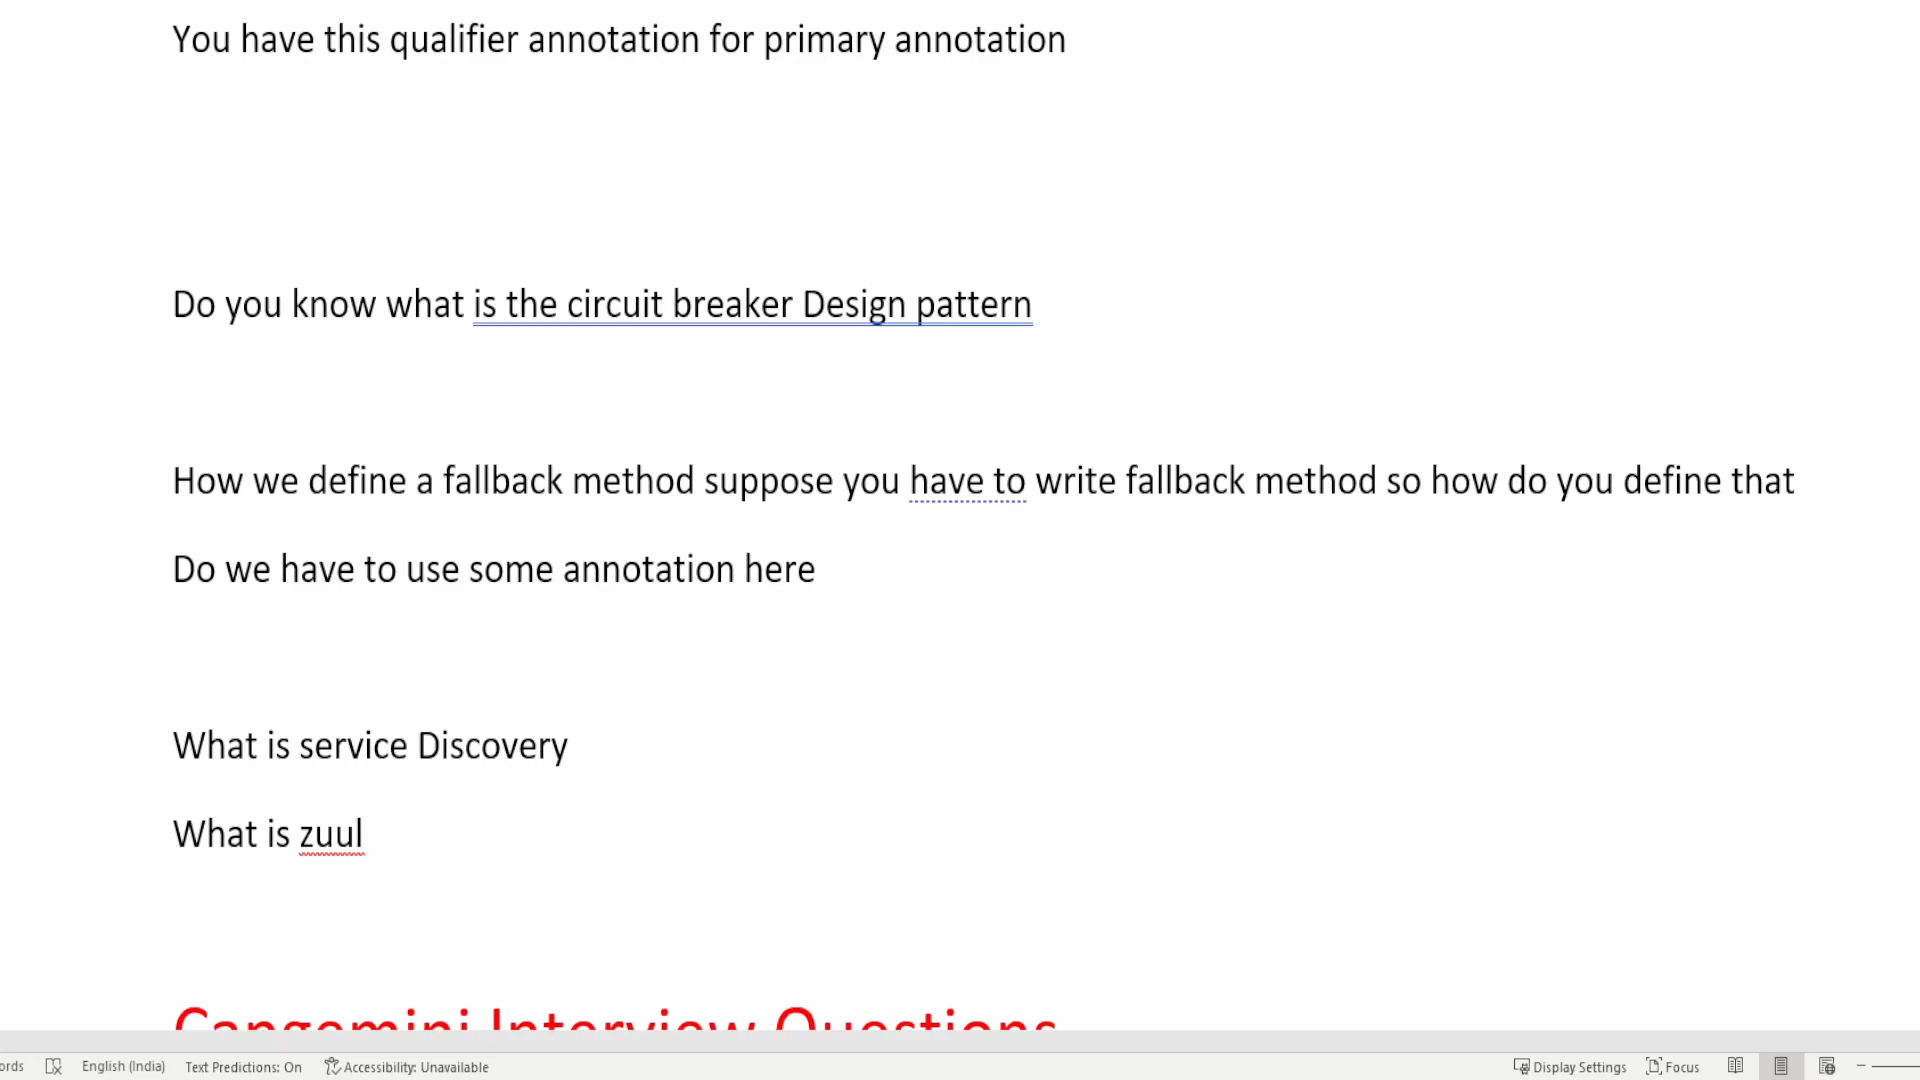 You have this qualifier annotation for primary annotation
Do you know what is the circuit breaker Design pattern
How we define a fallback method suppose you have to write fallback method so how do you define that
Do we have to use some annotation here
What is service Discovery
What is zuul
Capgemini Interview Questions
ords English (India) Text Predictions: On Accessibility: Unavailable Display Settings Focus